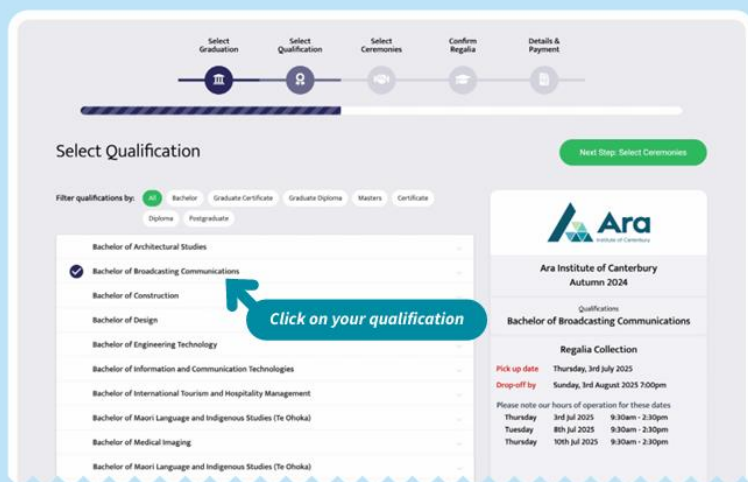 Select Graduation
Select Qualification
Select Ceremonies
Confirm Regalia
Details & Payment
Select Qualification
Next Step: Select Ceremonies
Filter qualifications by: All Bachelor Graduate Certificate Graduate Diploma Masters Certificate
Diploma Postgraduate
Bachelor of Architectural Studies
Bachelor of Broadcasting Communications
Bachelor of Construction
Click on your qualification
Bachelor of Design
Bachelor of Engineering Technology
Bachelor of Information and Communication Technologies
Bachelor of International Tourism and Hospitality Management
Bachelor of Maori Language and Indigenous Studies (Te Ohoka)
Bachelor of Medical Imaging
Bachelor of Maori Language and Indigenous Studies (Te Ohoka)
Ara
Institute of Canterbury
Ara Institute of Canterbury
Autumn 2024
Qualifications
Bachelor of Broadcasting Communications
Regalia Collection
Pick up date Thursday, 3rd July 2025
Drop-off by Sunday, 3rd August 2025 7:00pm
Please note our hours of operation for these dates
Thursday 3rd Jul 2025 9:30am - 2:30pm
Tuesday 8th Jul 2025 9:30am - 2:30pm
Thursday 10th Jul 2025 9:30am - 2:30pm